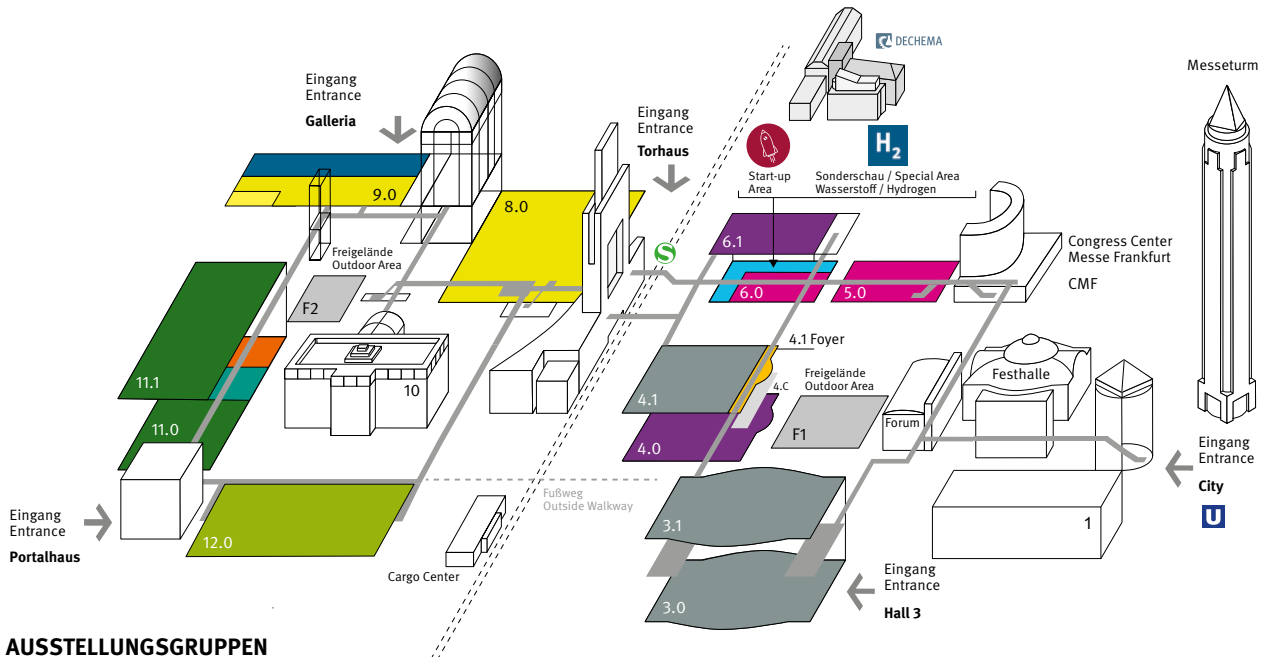 DECHEMA
Messeturm
Eingang
Entrance
Galleria
Eingang
Entrance
Torhaus
H2
Start-up
Area
Sonderschau / Special Area
Wasserstoff / Hydrogen
9.0
8.0
Freigelände
Outdoor Area
F2
S
6.1
6.0
5.0
Congress Center
Messe Frankfurt
CMF
4.1 Foyer
11.1
11.0
10
4.1
4.C
4.0
Freigelände
Outdoor Area
F1
Festhalle
Forum
Eingang
Entrance
City
U
Eingang
Entrance
Portalhaus
12.0
Fußweg
Outside Walkway
Cargo Center
3.1
3.0
1
Eingang
Entrance
Hall 3
AUSSTELLUNGSGRUPPEN